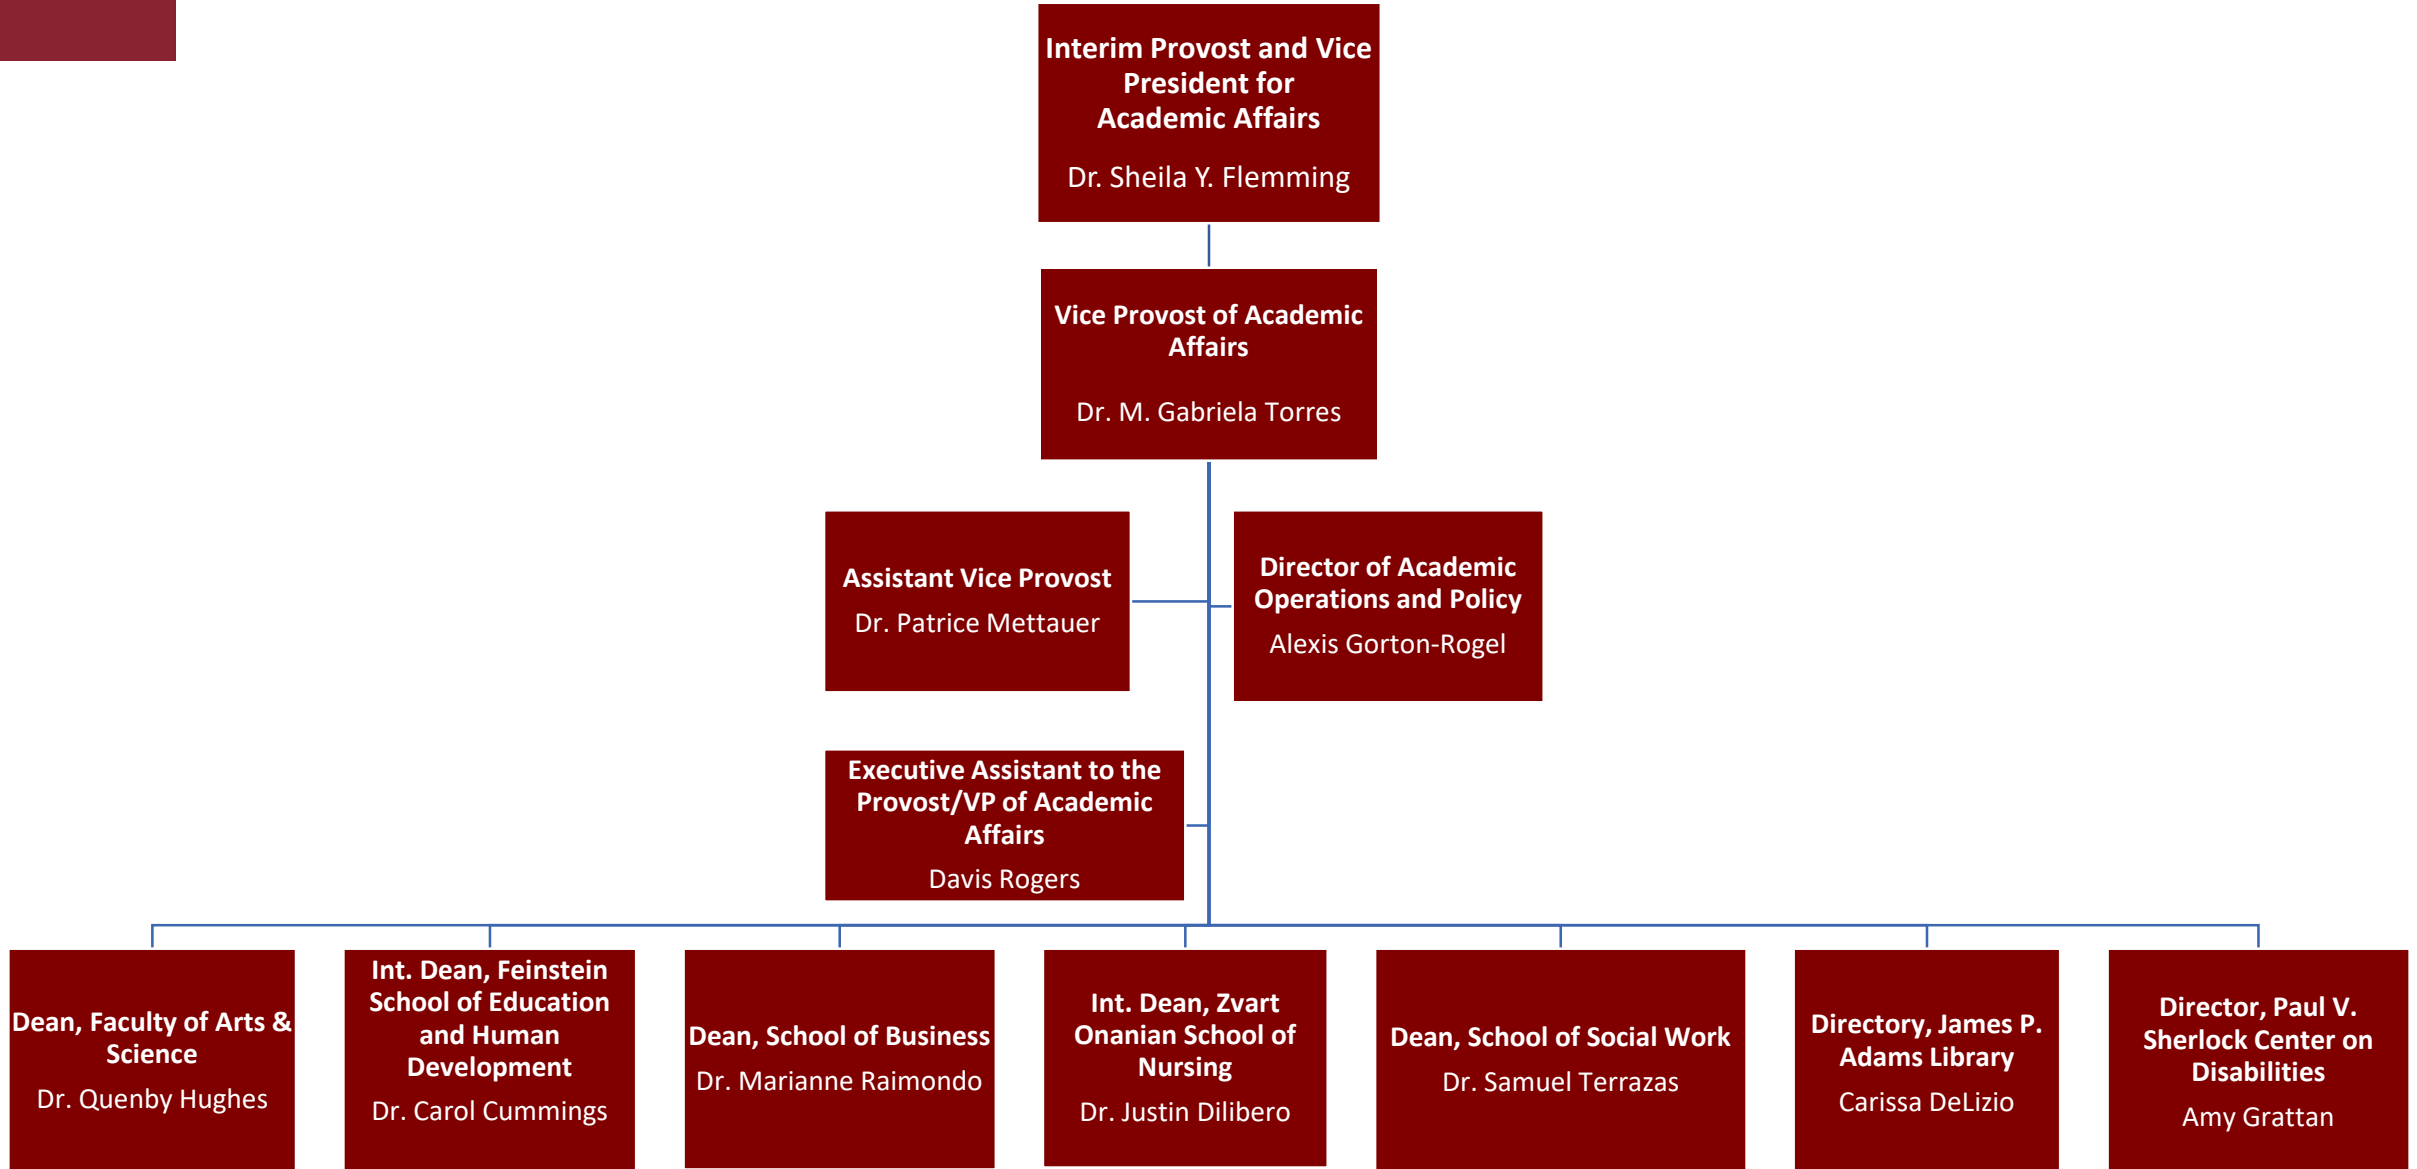 Interim Provost and Vice
President for
Academic Affairs
Dr. Sheila Y. Flemming
Vice Provost of Academic
Affairs
Dr. M. Gabriela Torres
Assistant Vice Provost
Dr. Patrice Mettauer
Director of Academic
Operations and Policy
Alexis Gorton-Rogel
Executive Assistant to the
Provost/VP of Academic
Affairs
Davis Rogers
Dean, Faculty of Arts &
Science
Dr. Quenby Hughes
Int. Dean, Feinstein
School of Education
and Human
Development
Dr. Carol Cummings
Dean, School of Business
Dr. Marianne Raimondo
Int. Dean, Zvart
Onanian School of
Nursing
Dr. Justin Dilibero
Dean, School of Social Work
Dr. Samuel Terrazas
Directory, James P.
Adams Library
Carissa DeLizio
Director, Paul V.
Sherlock Center on
Disabilities
Amy Grattan